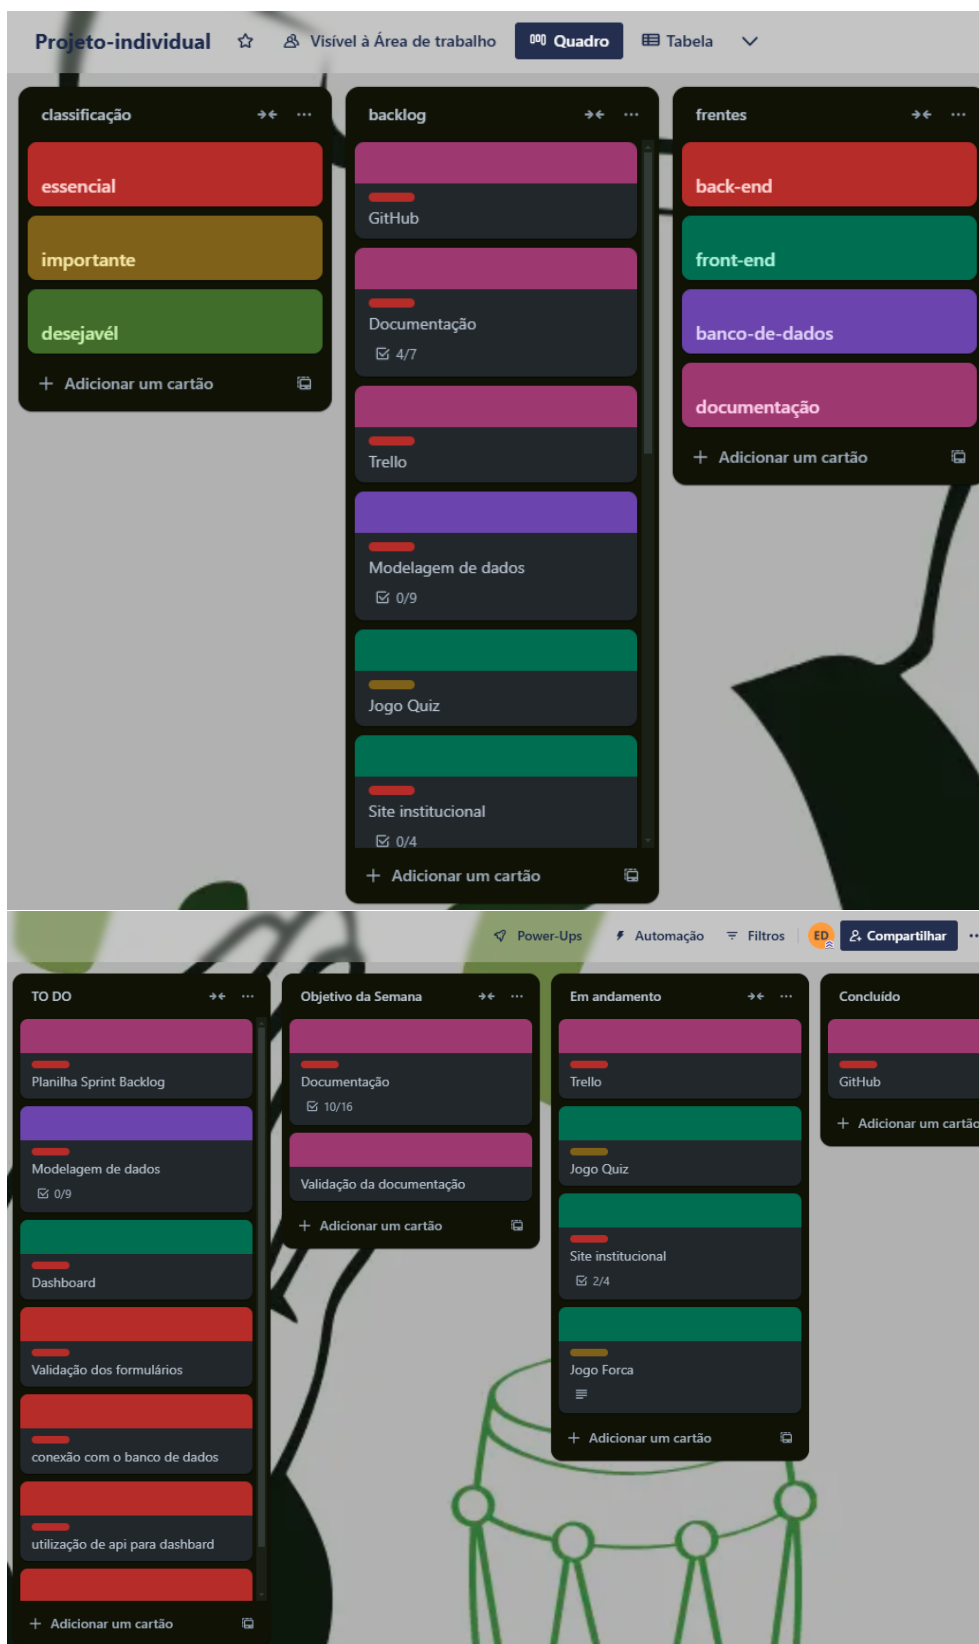 Projeto-individual Visível à Área de trabalho Quadro Tabela
classificação
essencial
importante
desejavél
Adicionar um cartão
backlog
GitHub
Documentação
4/7
Trello
Modelagem de dados
0/9
Jogo Quiz
Site institucional
0/4
Adicionar um cartão
frentes
back-end
front-end
banco-de-dados
documentação
Adicionar um cartão
Power-Ups Automação Filtros ED Compartilhar
TO DO
Planilha Sprint Backlog
Modelagem de dados
0/9
Dashboard
Validação dos formulários
conexão com o banco de dados
utilização de api para dashbard
Adicionar um cartão
Objetivo da Semana
Documentação
10/16
Validação da documentação
Adicionar um cartão
Em andamento
Trello
Jogo Quiz
Site institucional
2/4
Jogo Forca
Adicionar um cartão
Concluído
GitHub
Adicionar um cartão